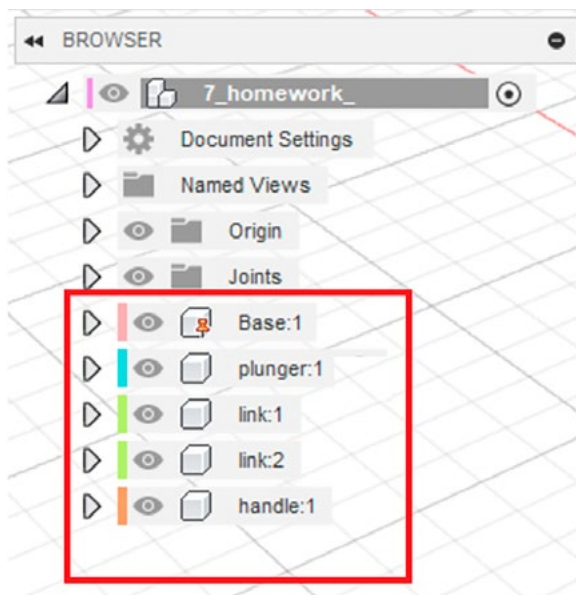 BROWSER
7_homework_
Document Settings
Named Views
Origin
Joints
Base:1
plunger:1
link:1
link:2
handle:1